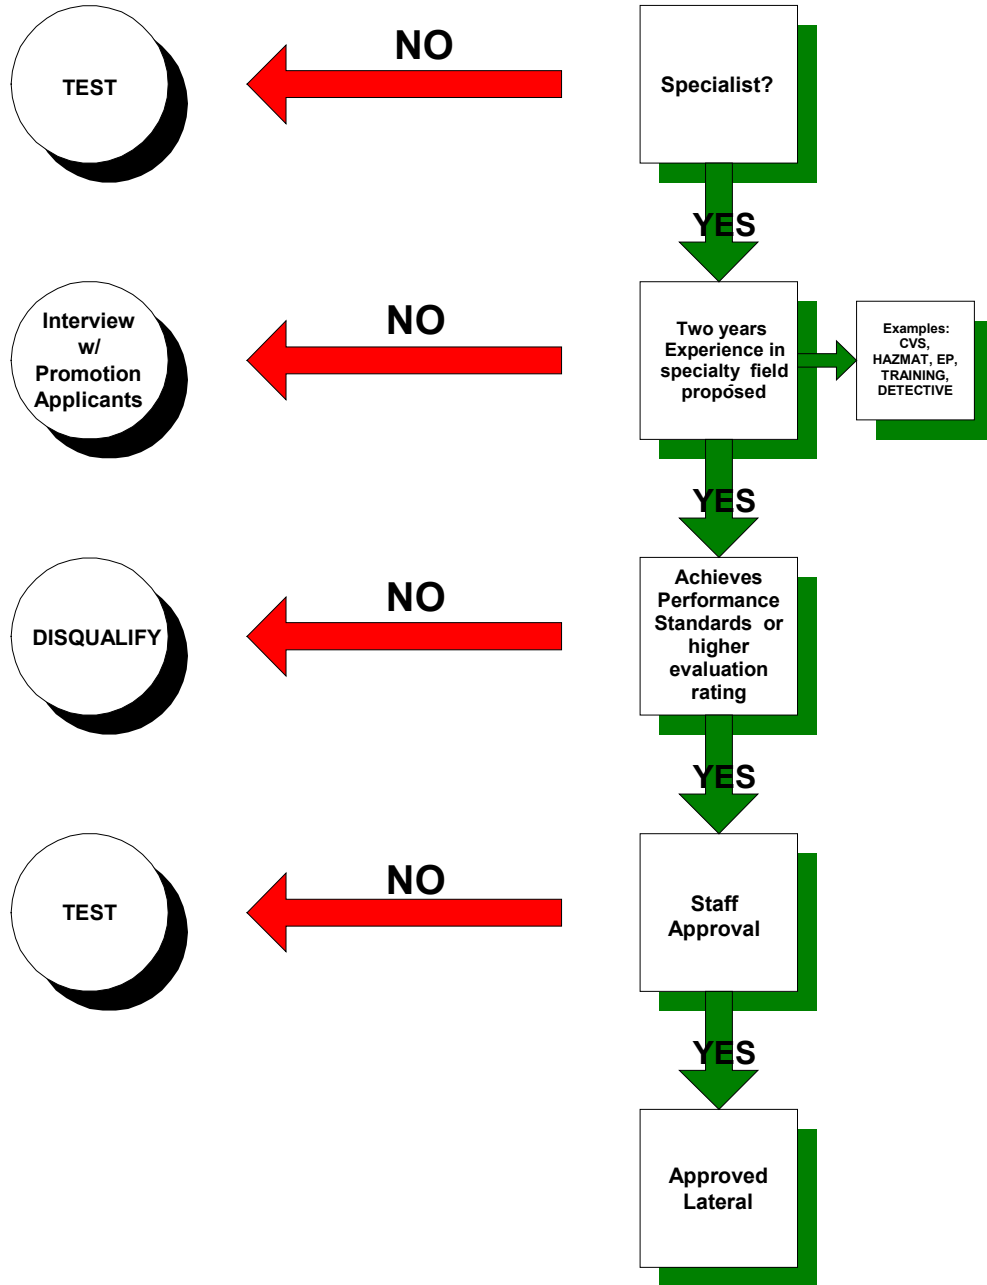 NO
TEST
Specialist?
YES
Interview
w/
Promotion
Applicants
NO
Two years
Experience in
specialty field
proposed
Examples:
CVS,
HAZMAT, EP,
TRAINING,
DETECTIVE
YES
DISQUALIFY
NO
Achieves
Performance
Standards or
higher
evaluation
rating
YES
TEST
NO
Staff
Approval
YES
Approved
Lateral